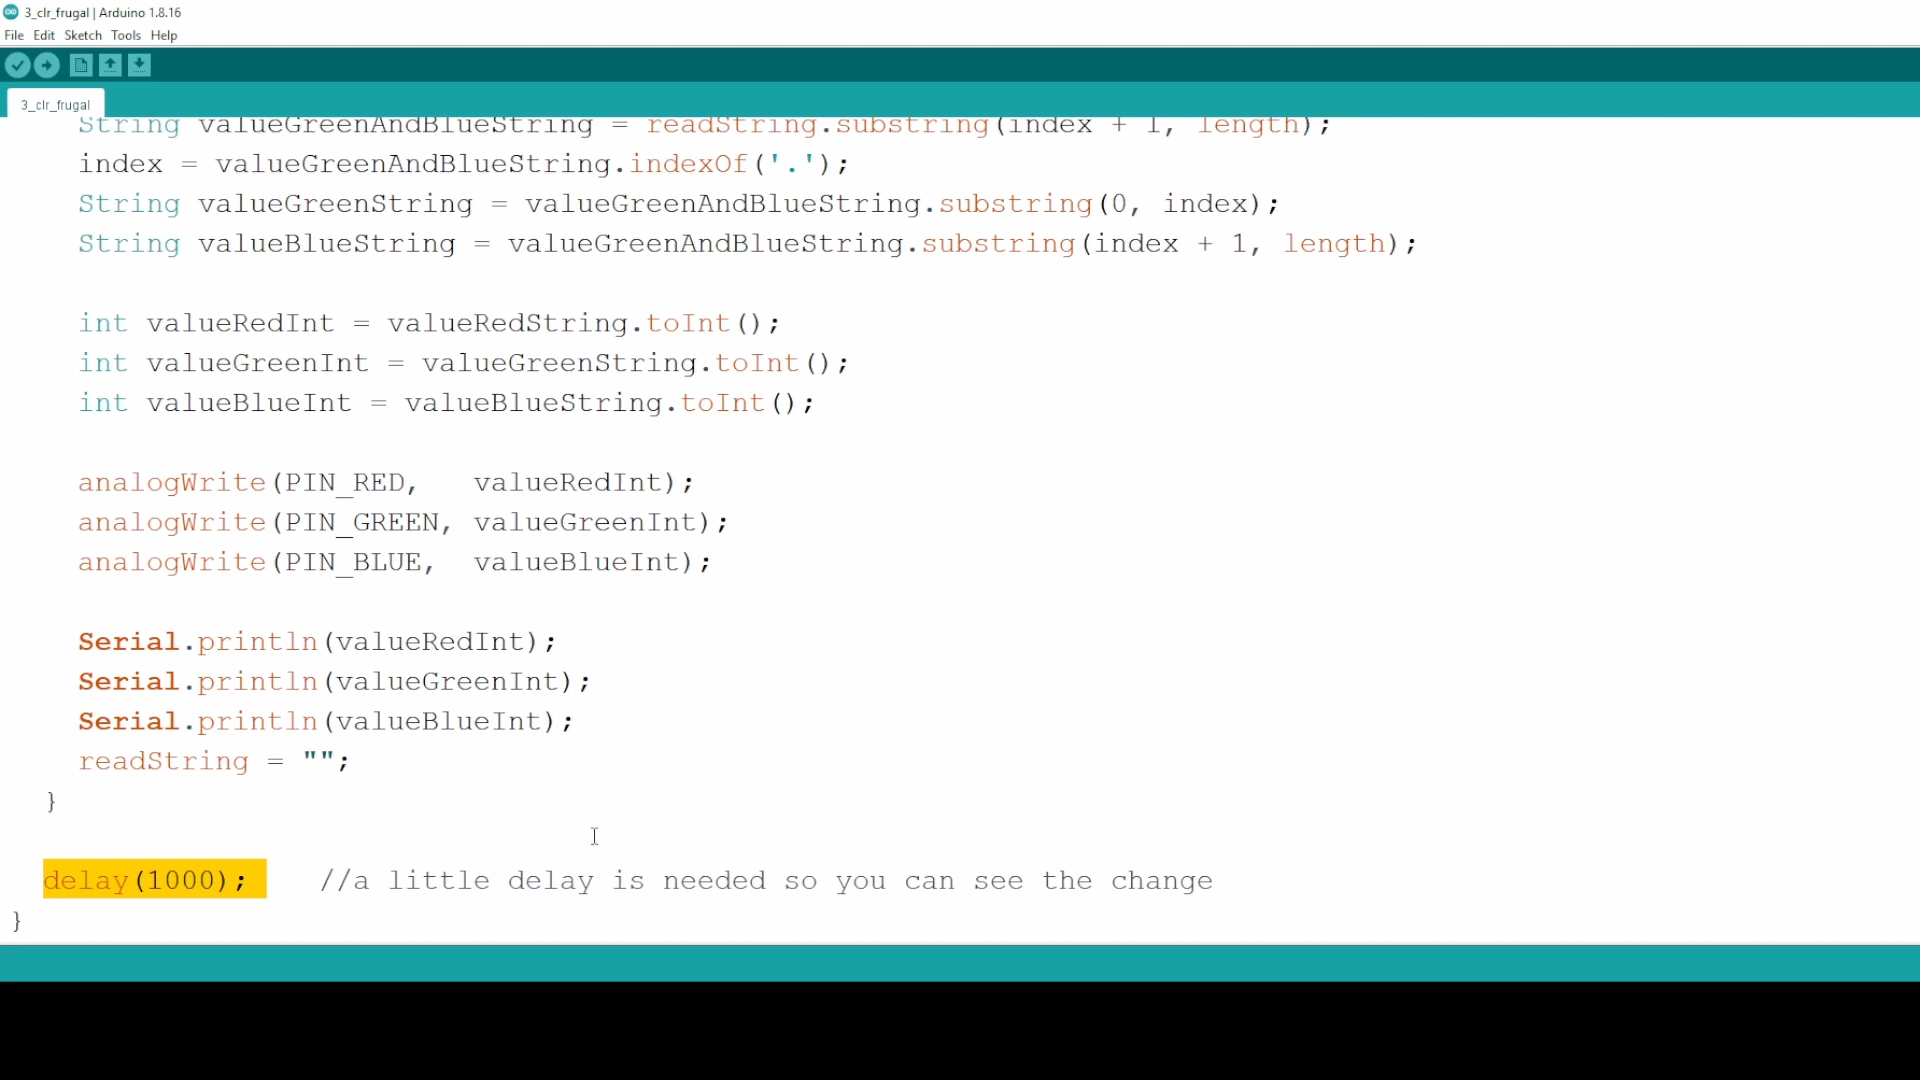 3_clr_frugal | Arduino 1.8.16
File Edit Sketch Tools Help
3_clr_frugal
String valueGreenAndBlueString = readString.substring(index + 1, length);
index = valueGreenAndBlueString.indexOf('.');
String valueGreenString = valueGreenAndBlueString.substring(0, index);
String valueBlueString = valueGreenAndBlueString.substring(index + 1, length);
int valueRedInt = valueRedString.toInt();
int valueGreenInt = valueGreenString.toInt();
int valueBlueInt = valueBlueString.toInt();
analogWrite(PIN_RED,   valueRedInt);
analogWrite(PIN_GREEN, valueGreenInt);
analogWrite(PIN_BLUE,  valueBlueInt);
Serial.println(valueRedInt);
Serial.println(valueGreenInt);
Serial.println(valueBlueInt);
readString = "";
}
delay(1000);    //a little delay is needed so you can see the change
}